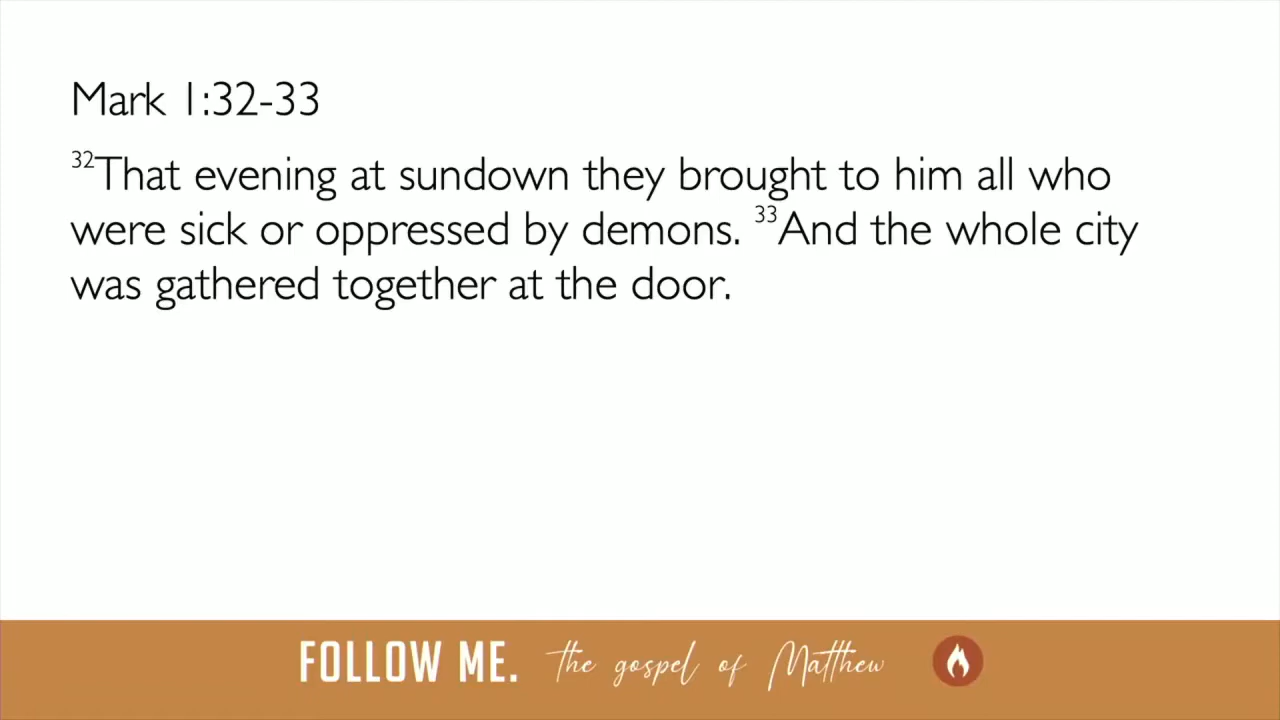 Mark 1:32-33
32That evening at sundown they brought to him all who
were sick or oppressed by demons. 33And the whole city
was gathered together at the door.
FOLLOW ME. the gospel of Matthew